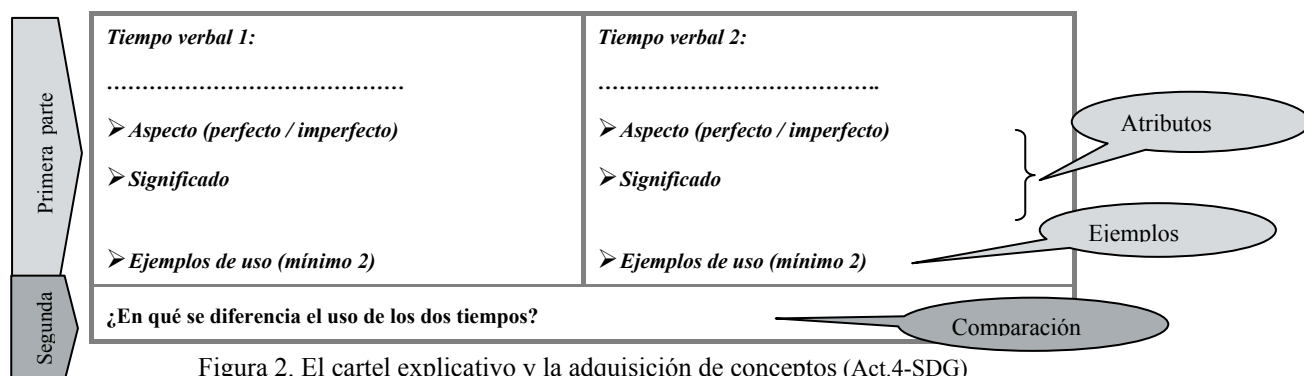 Primera parte
Tiempo verbal 1:
……………………………………
➢ Aspecto (perfecto / imperfecto)
➢ Significado
➢ Ejemplos de uso (mínimo 2)
Tiempo verbal 2:
………………………………….
➢ Aspecto (perfecto / imperfecto)
➢ Significado
➢ Ejemplos de uso (mínimo 2)
Atributos
Ejemplos
Segunda
¿En qué se diferencia el uso de los dos tiempos?
Comparación
Figura 2. El cartel explicativo y la adquisición de conceptos (Act.4-SDG)